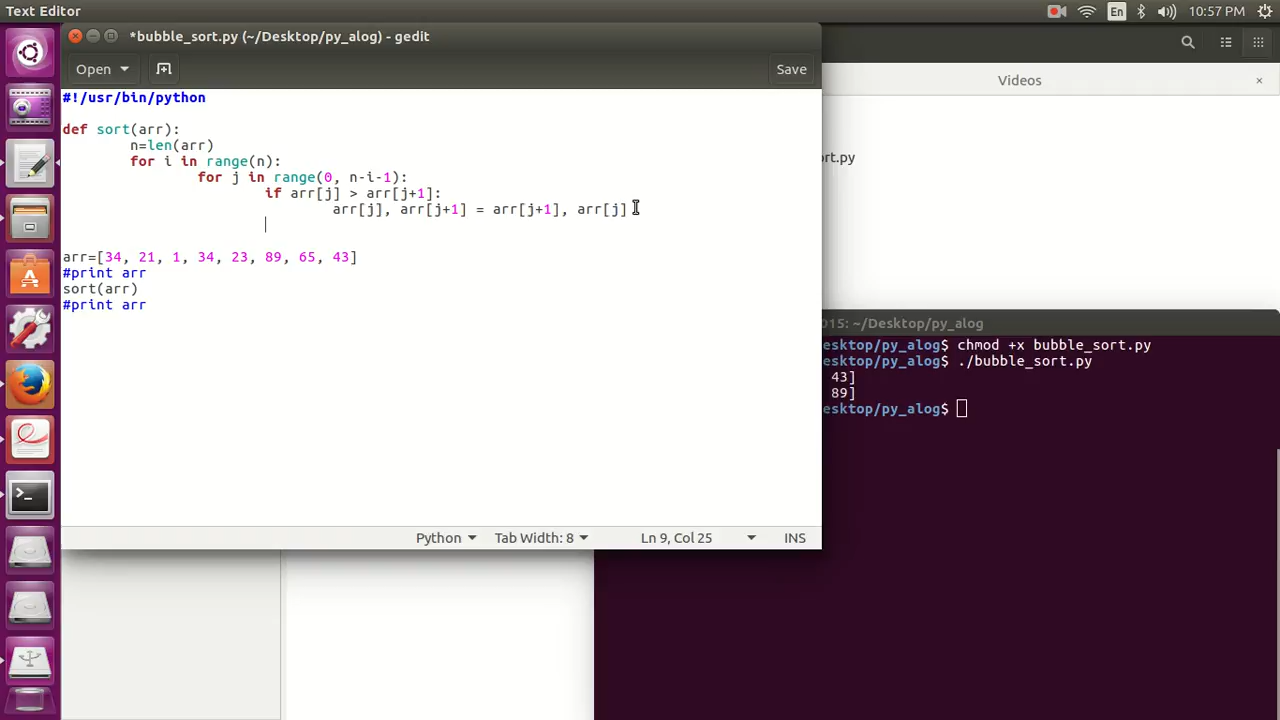 Text Editor
En
10:57 PM
*bubble_sort.py (~/Desktop/py_alog) - gedit
Open
Save
#!/usr/bin/python
def sort(arr):
n=len(arr)
for i in range(n):
for j in range(0, n-i-1):
if arr[j] > arr[j+1]:
arr[j], arr[j+1] = arr[j+1], arr[j]
arr=[34, 21, 1, 34, 23, 89, 65, 43]
#print arr
sort(arr)
#print arr
Python
Tab Width: 8
Ln 9, Col 25
INS
Videos
ort.py
015: ~/Desktop/py_alog
esktop/py_alog$ chmod +x bubble_sort.py
esktop/py_alog$ ./bubble_sort.py
43]
89]
esktop/py_alog$